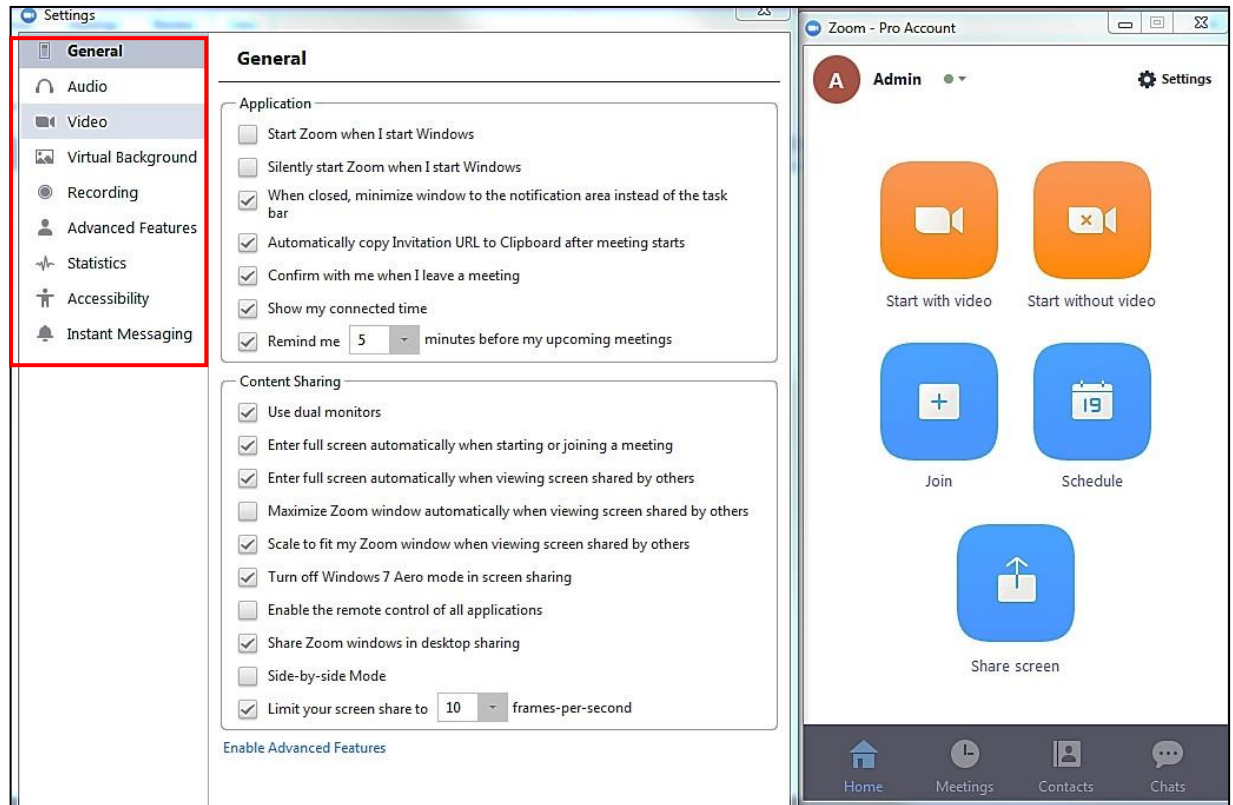 Settings
General
Audio
Video
Virtual Background
Recording
Advanced Features
Statistics
Accessibility
Instant Messaging
General
Application
Start Zoom when I start Windows
Silently start Zoom when I start Windows
When closed, minimize window to the notification area instead of the task
bar
Automatically copy Invitation URL to Clipboard after meeting starts
Confirm with me when I leave a meeting
Show my connected time
Remind me 5 minutes before my upcoming meetings
Content Sharing
Use dual monitors
Enter full screen automatically when starting or joining a meeting
Enter full screen automatically when viewing screen shared by others
Maximize Zoom window automatically when viewing screen shared by others
Scale to fit my Zoom window when viewing screen shared by others
Turn off Windows 7 Aero mode in screen sharing
Enable the remote control of all applications
Share Zoom windows in desktop sharing
Side-by-side Mode
Limit your screen share to 10 frames-per-second
Enable Advanced Features
Zoom - Pro Account
A Admin Settings
Start with video Start without video
19
Join Schedule
Share screen
Home Meetings Contacts Chats